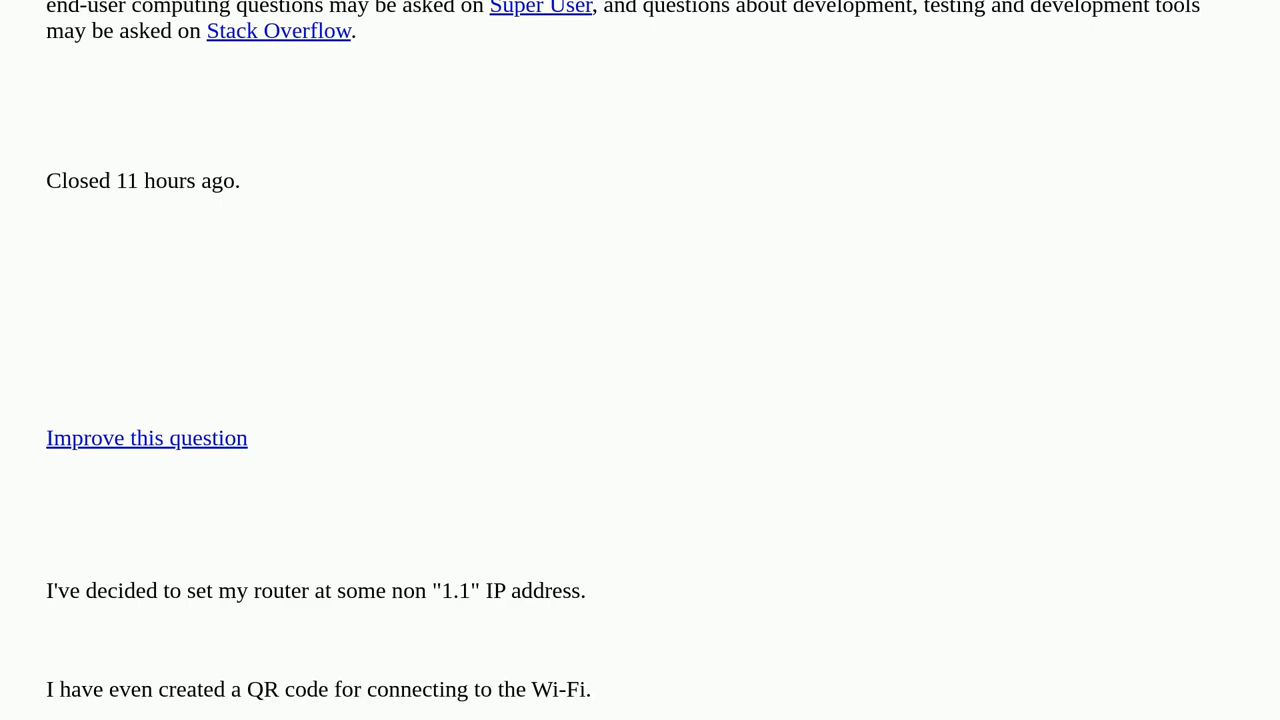 end-user computing questions may be asked on Super User, and questions about development, testing and development tools
may be asked on Stack Overflow.
Closed 11 hours ago.
Improve this question
I've decided to set my router at some non "1.1" IP address.
I have even created a QR code for connecting to the Wi-Fi.